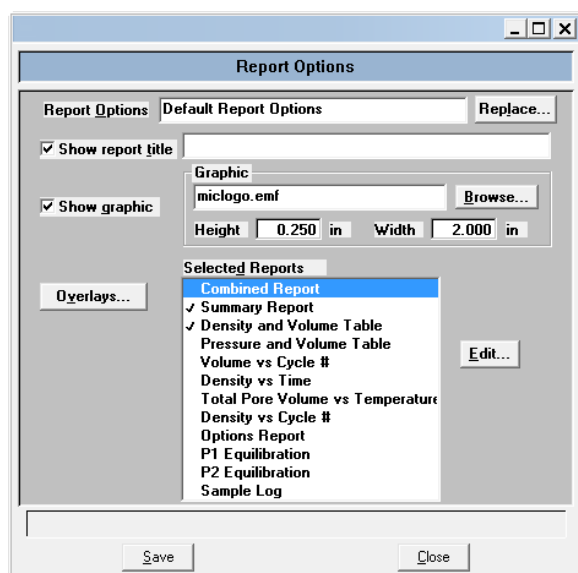 Report Options
Report Options Default Report Options Replace...
✓ Show report title
Graphic
✓ Show graphic miclogo.emf Browse...
Height 0.250 in Width 2.000 in
Selected Reports
Overlays...
Combined Report
✓ Summary Report
✓ Density and Volume Table
Pressure and Volume Table
Edit...
Volume vs Cycle #
Density vs Time
Total Pore Volume vs Temperature
Density vs Cycle #
Options Report
P1 Equilibration
P2 Equilibration
Sample Log
Save Close